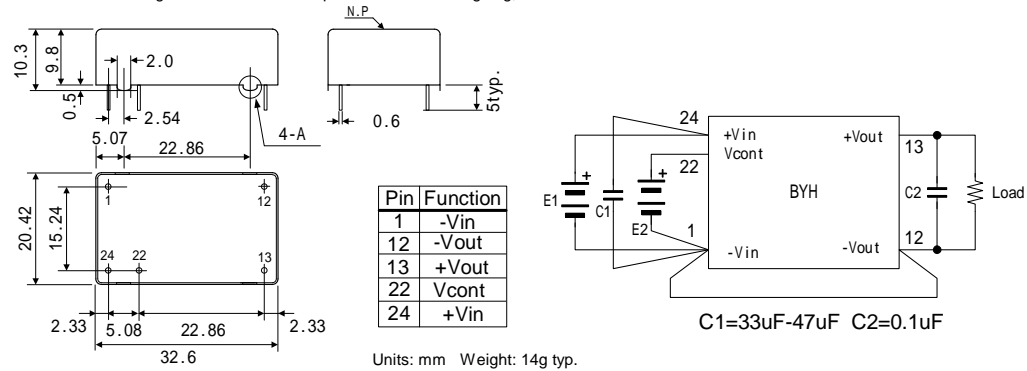 N.P
10.3
9.8
2.0
0.5
2.54
5.07
22.86
4-A
0.6
5typ.
20.42
15.24
1
12
24
22
13
2.33
5.08
22.86
2.33
32.6
Pin Function
1 -Vin
12 -Vout
13 +Vout
22 Vcont
24 +Vin
Units: mm Weight: 14g typ.
24
+Vin
+Vout
Vcont
22
13
+
+
E1
C1
E2
BYH
C2
Load
1
12
-Vin
-Vout
C1=33uF-47uF C2=0.1uF